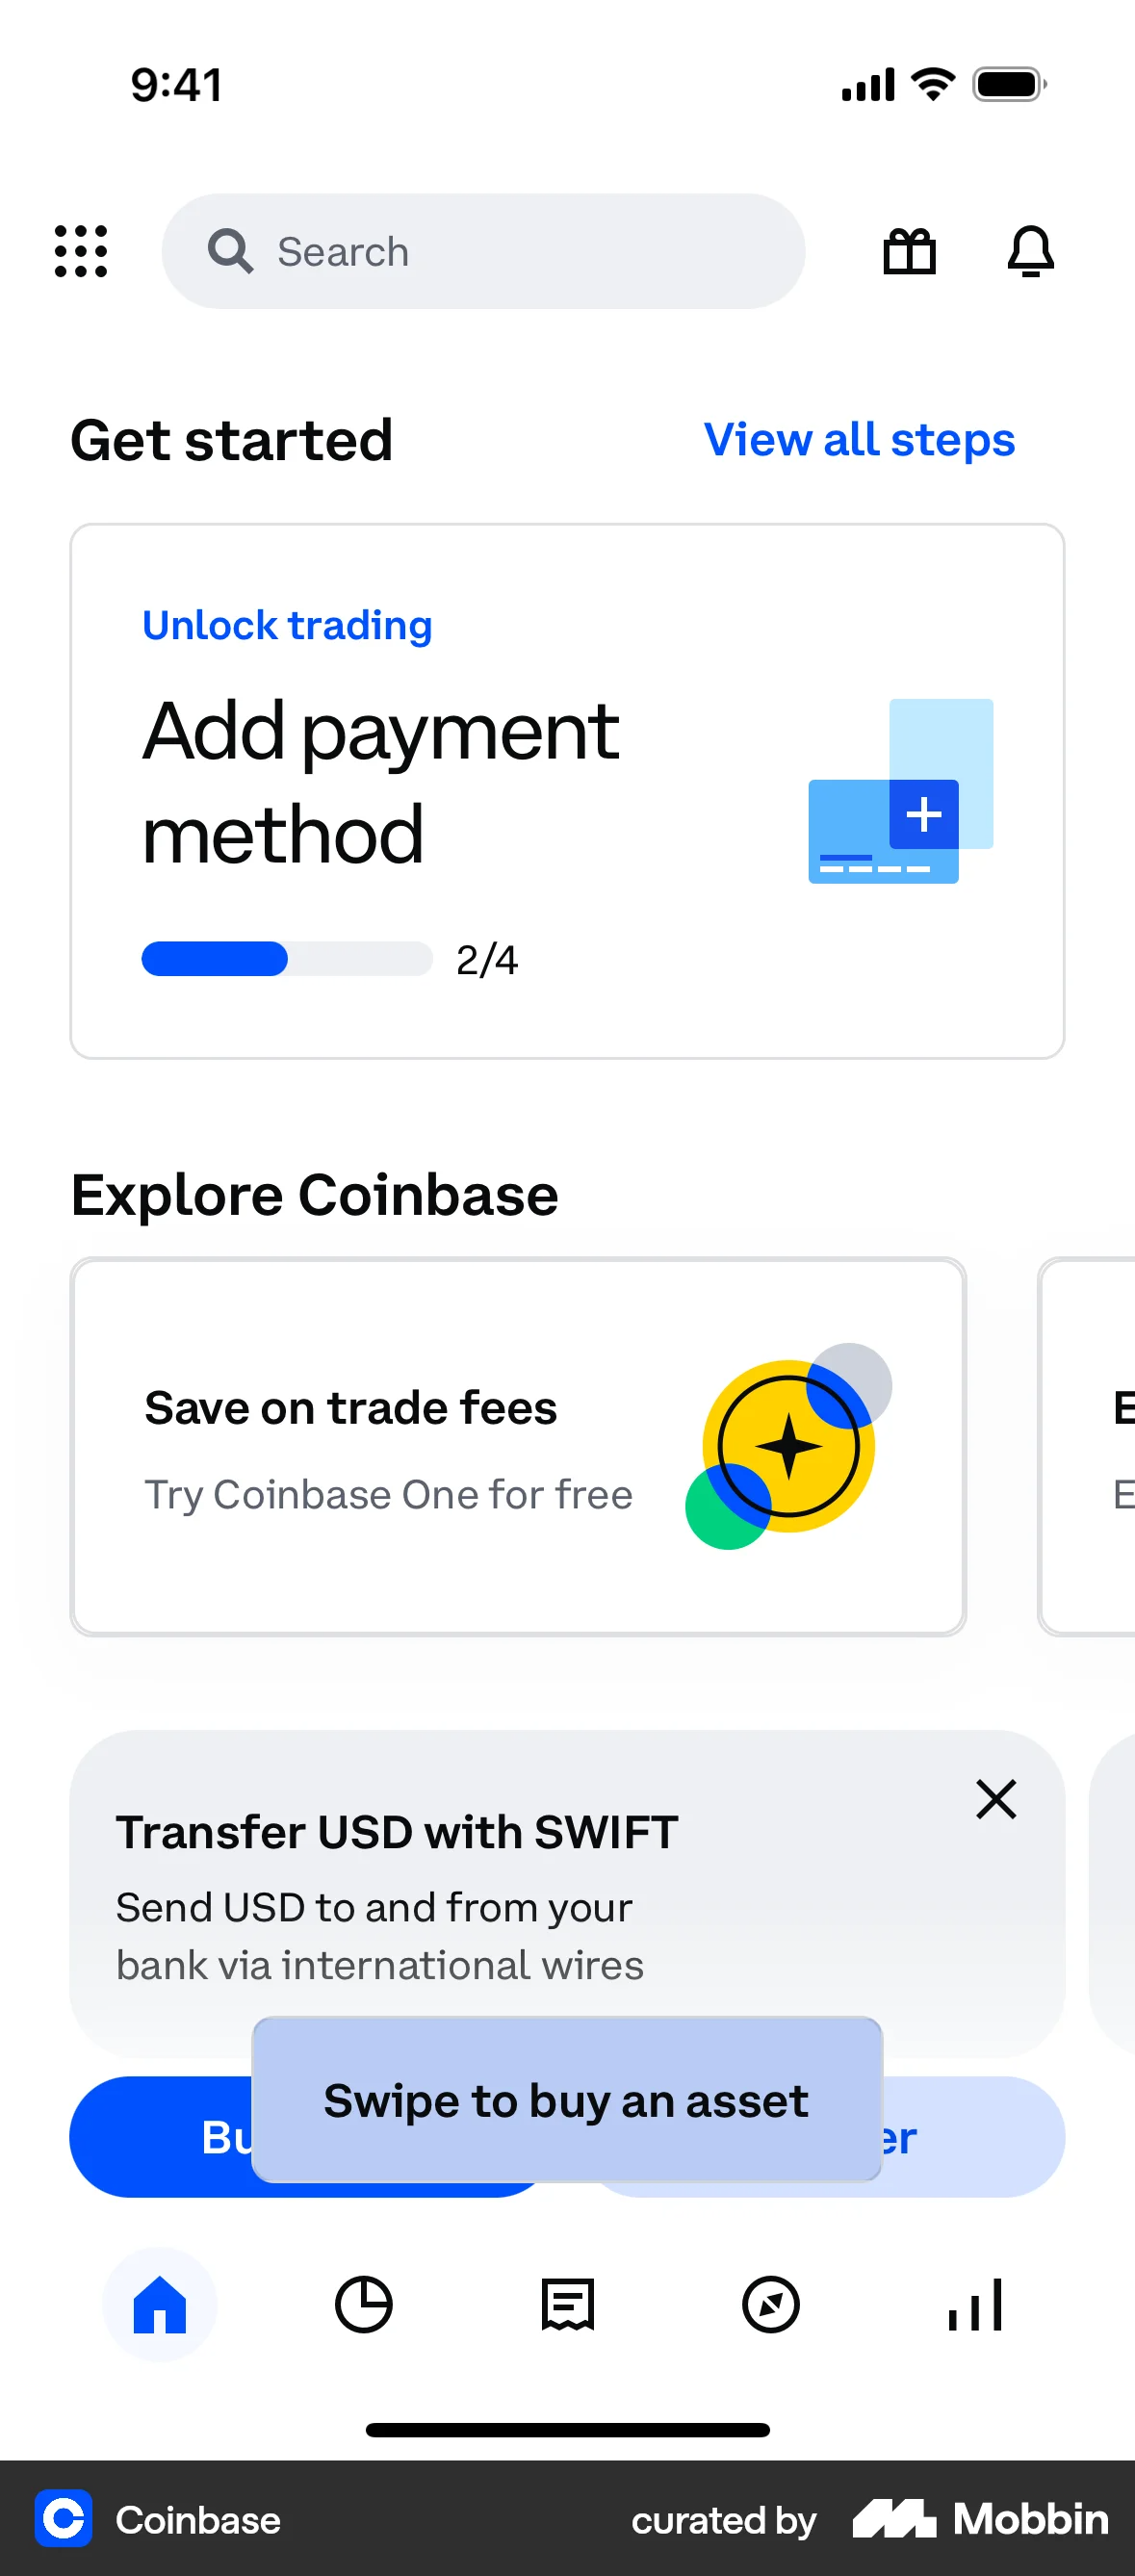 9:41
Search
Get started
View all steps
Unlock trading
Add payment
method
2/4
Explore Coinbase
Save on trade fees
Try Coinbase One for free
E
E
Transfer USD with SWIFT
Send USD to and from your
bank via international wires
Swipe to buy an asset
Coinbase
curated by
Mobbin